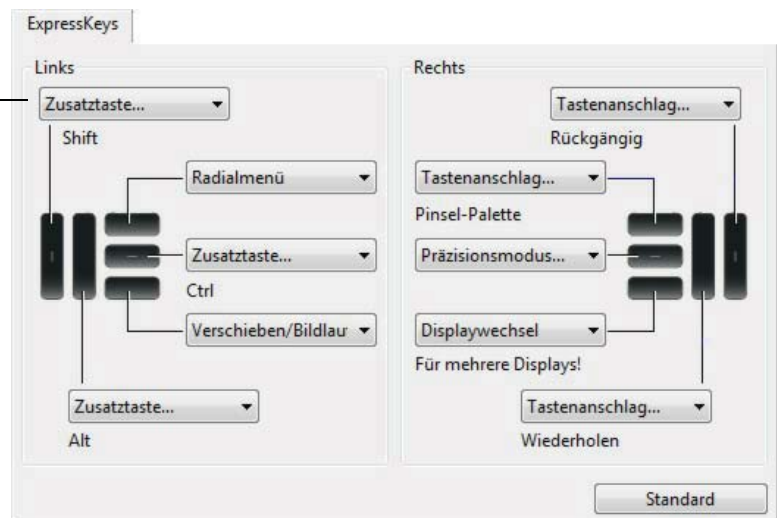 ExpressKeys
Links
Zusatztaste...
Shift
Radialmenü
Zusatztaste...
Ctrl
Verschieben/Bildlau
Zusatztaste...
Alt
Rechts
Tastenanschlag...
Rückgängig
Tastenanschlag...
Pinsel-Palette
Präzisionsmodus...
Displaywechsel
Für mehrere Displays!
Tastenanschlag...
Wiederholen
Standard